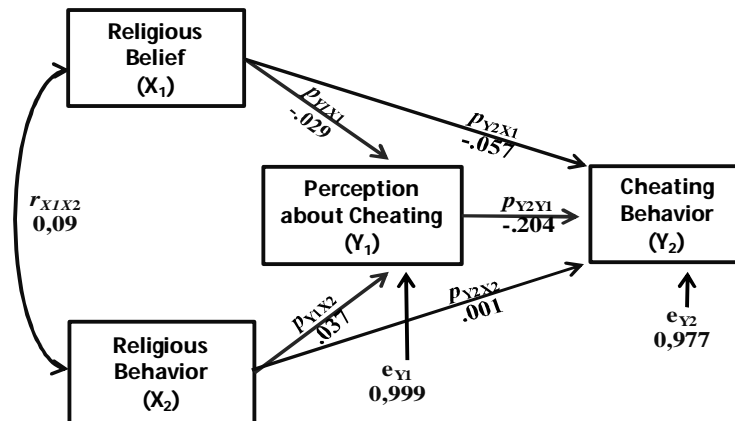 Religious
Belief
(X₁)
pY1X1
-.029
pY2X1
-.057
rX1X2
0,09
Perception
about Cheating
(Y₁)
pY2Y1
-.204
Cheating
Behavior
(Y₂)
pY1X2
.037
pY2X2
.001
Religious
Behavior
(X₂)
eY1
0,999
eY2
0,977